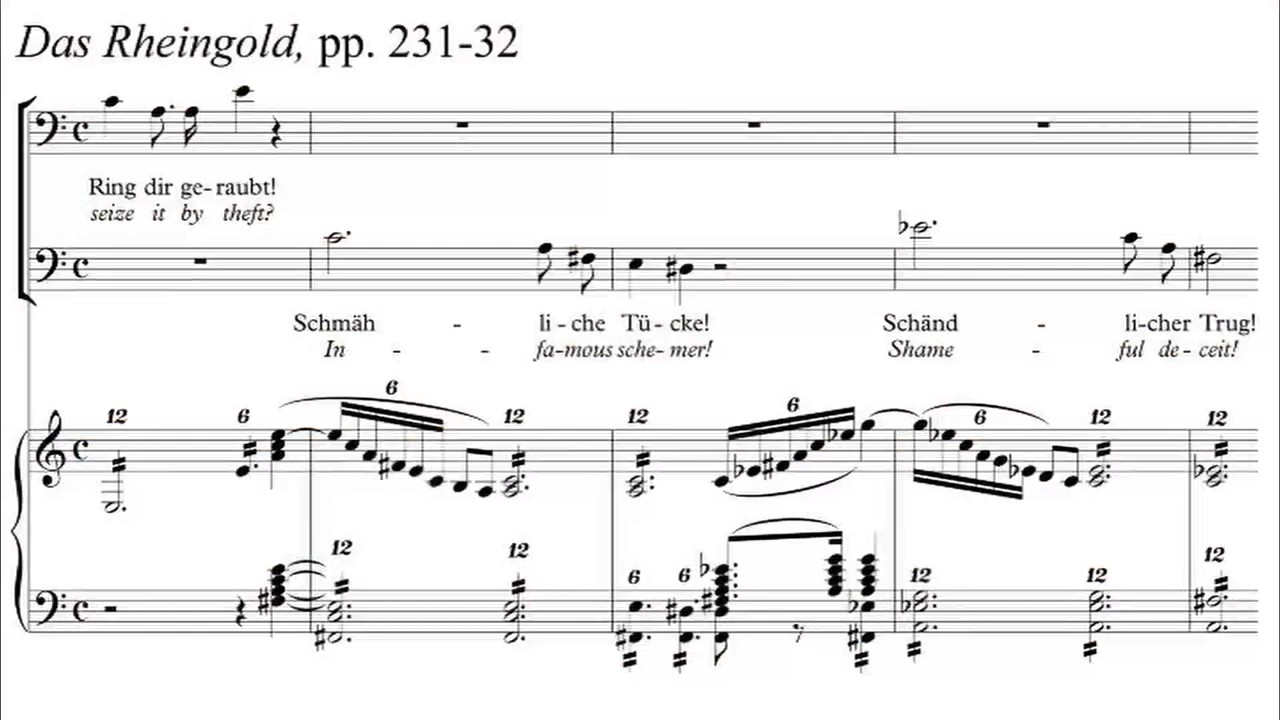 Das Rheingold, pp. 231-32
Ring dir ge-raubt!
seize it by theft?
Schmäh - li-che Tü-cke! Schänd - li-cher Trug!
In - - fa-mous sche-mer! Shame - ful de-ceit!
6
12 6 12 12 6 6 12 12
12 12 6 6 12 12 12